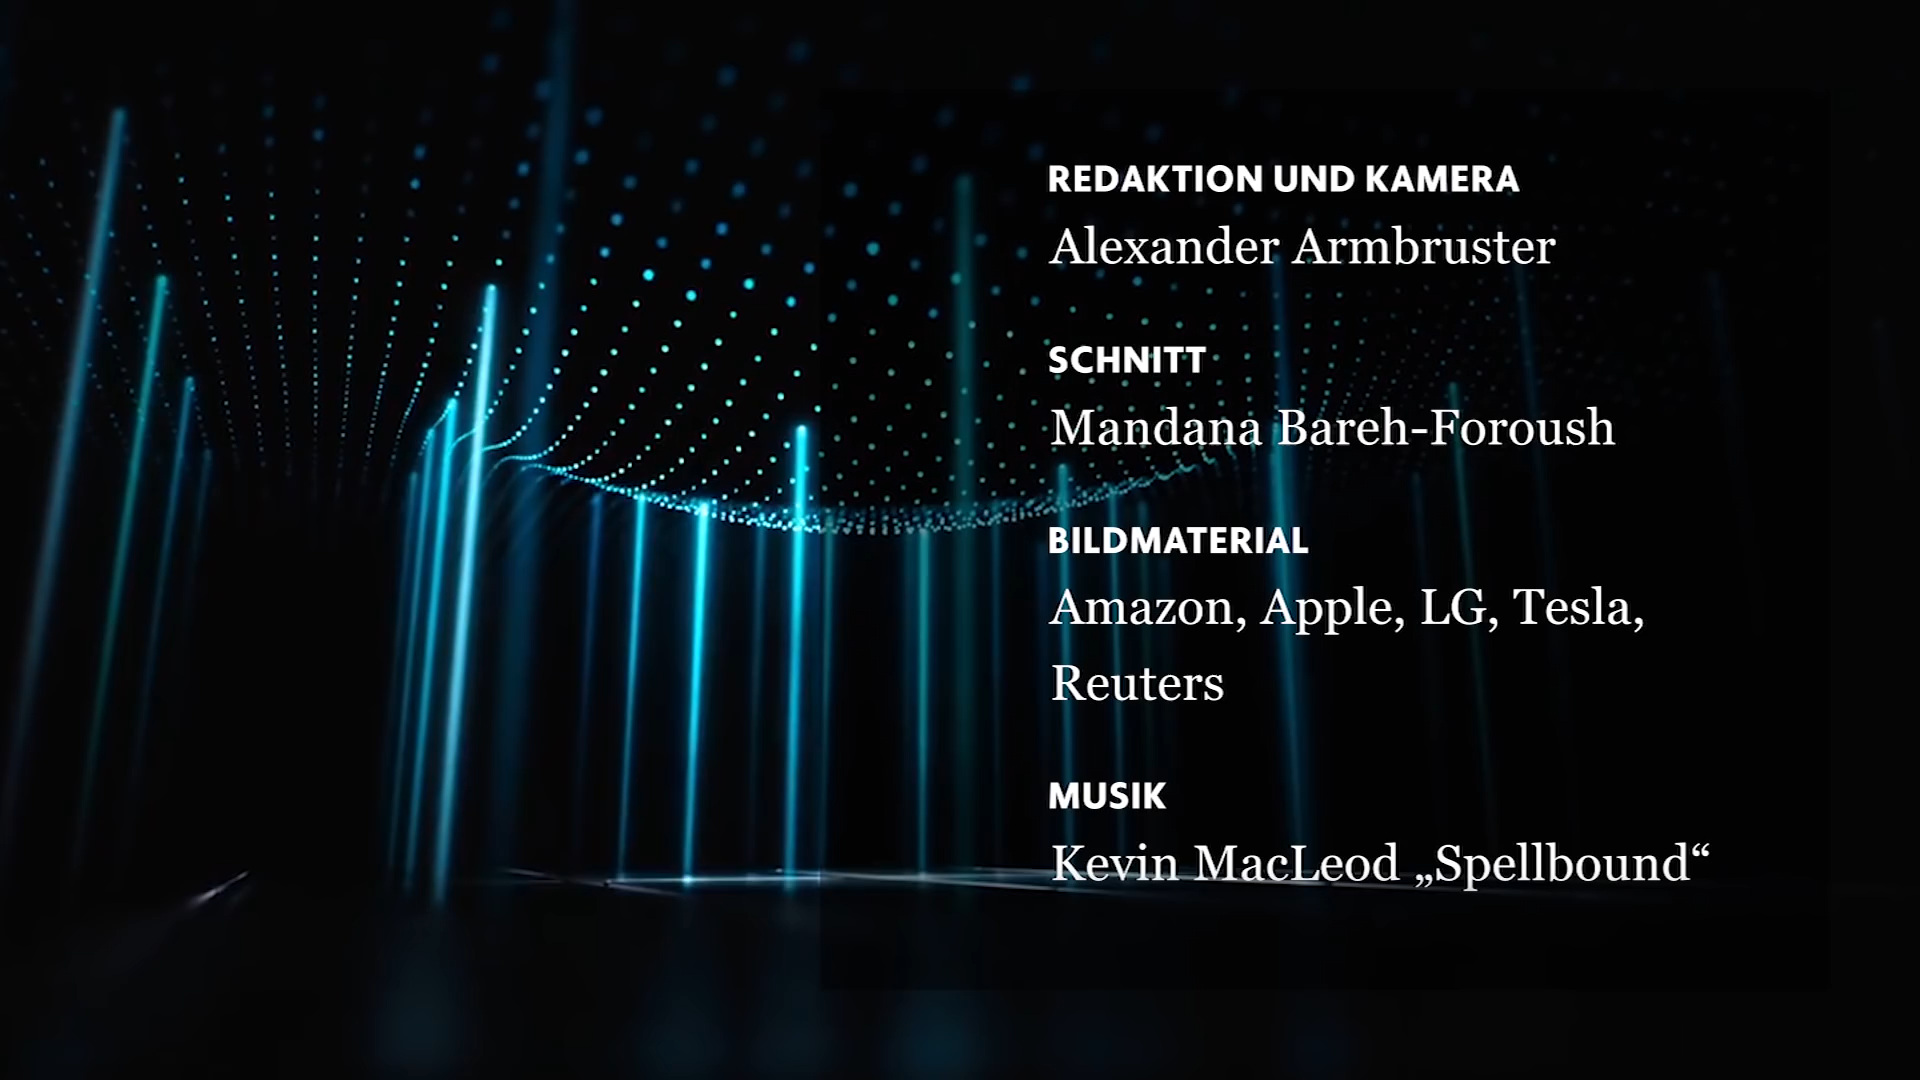 REDAKTION UND KAMERA
Alexander Armbruster
SCHNITT
Mandana Bareh-Foroush
BILDMATERIAL
Amazon, Apple, LG, Tesla,
Reuters
MUSIK
Kevin MacLeod „Spellbound“